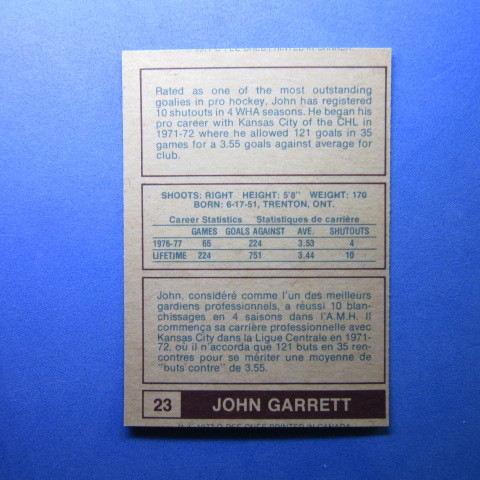 Rated as one of the most outstanding
goalies in pro hockey, John has registered
10 shutouts in 4 WHA seasons. He began his
pro career with Kansas City of the CHL in
1971-72 where he allowed 121 goals in 35
games for a 3.55 goals against average for
club.
SHOOTS: RIGHT HEIGHT: 5'8" WEIGHT: 170
BORN: 6-17-51, TRENTON, ONT.
Career Statistics Statistiques de carrière
GAMES GOALS AGAINST AVE. SHUTOUTS
1976-77 65 224 3.53 4
LIFETIME 224 751 3.44 10
John, considéré comme l'un des meilleurs
gardiens professionnels, a réussi 10 blan-
chissages en 4 saisons dans l'A.M.H. Il
commença sa carrière professionnelle avec
Kansas City dans la Ligue Centrale en 1971-
72, où il n'accorda que 121 buts en 35 ren-
contres pour se mériter une moyenne de
"buts contre" de 3.55.
23 JOHN GARRETT
1977 O-PEE-CHEE PRINTED IN CANADA